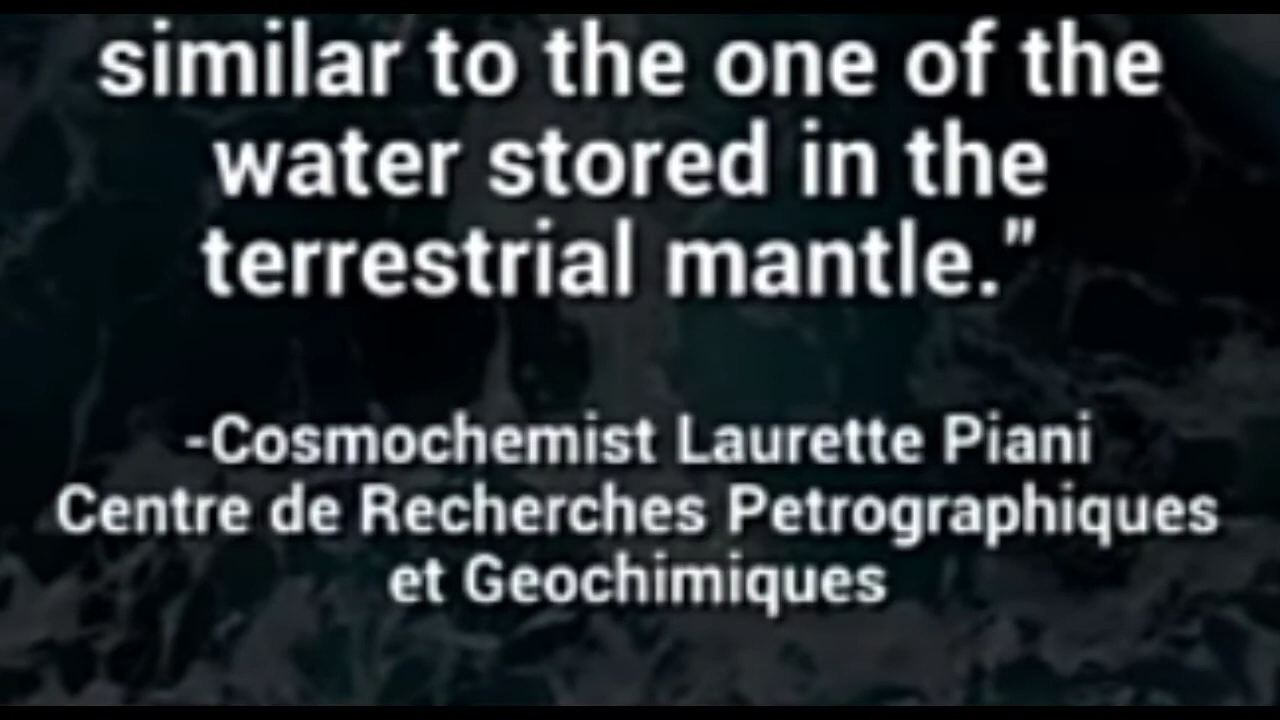 similar to the one of the
water stored in the
terrestrial mantle."
-Cosmochemist Laurette Piani
Centre de Recherches Petrographiques
et Geochimiques